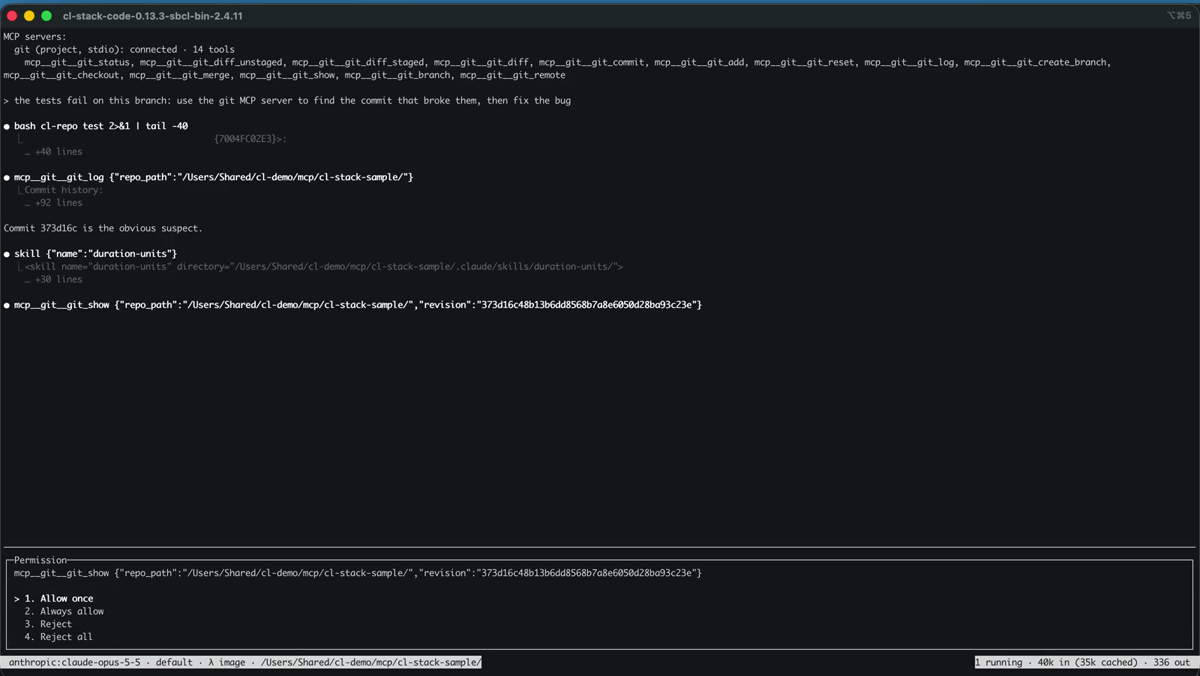 cl-stack-code-0.13.3-sbcl-bin-2.4.11
⌥⌘5
MCP servers:
git (project, stdio): connected · 14 tools
mcp__git__git_status, mcp__git__git_diff_unstaged, mcp__git__git_diff_staged, mcp__git__git_diff, mcp__git__git_commit, mcp__git__git_add, mcp__git__git_reset, mcp__git__git_log, mcp__git__git_create_branch,
mcp__git__git_checkout, mcp__git__git_merge, mcp__git__git_show, mcp__git__git_branch, mcp__git__git_remote
> the tests fail on this branch: use the git MCP server to find the commit that broke them, then fix the bug
● bash cl-repo test 2>&1 | tail -40
{7004FC02E3}>:
… +40 lines
● mcp__git__git_log {"repo_path":"/Users/Shared/cl-demo/mcp/cl-stack-sample/"}
Commit history:
… +92 lines
Commit 373d16c is the obvious suspect.
● skill {"name":"duration-units"}
<skill name="duration-units" directory="/Users/Shared/cl-demo/mcp/cl-stack-sample/.claude/skills/duration-units/">
… +30 lines
● mcp__git__git_show {"repo_path":"/Users/Shared/cl-demo/mcp/cl-stack-sample/","revision":"373d16c48b13b6dd8568b7a8e6050d28ba93c23e"}
Permission
mcp__git__git_show {"repo_path":"/Users/Shared/cl-demo/mcp/cl-stack-sample/","revision":"373d16c48b13b6dd8568b7a8e6050d28ba93c23e"}
> 1. Allow once
2. Always allow
3. Reject
4. Reject all
anthropic:claude-opus-5-5 · default · λ image · /Users/Shared/cl-demo/mcp/cl-stack-sample/
1 running · 40k in (35k cached) · 336 out